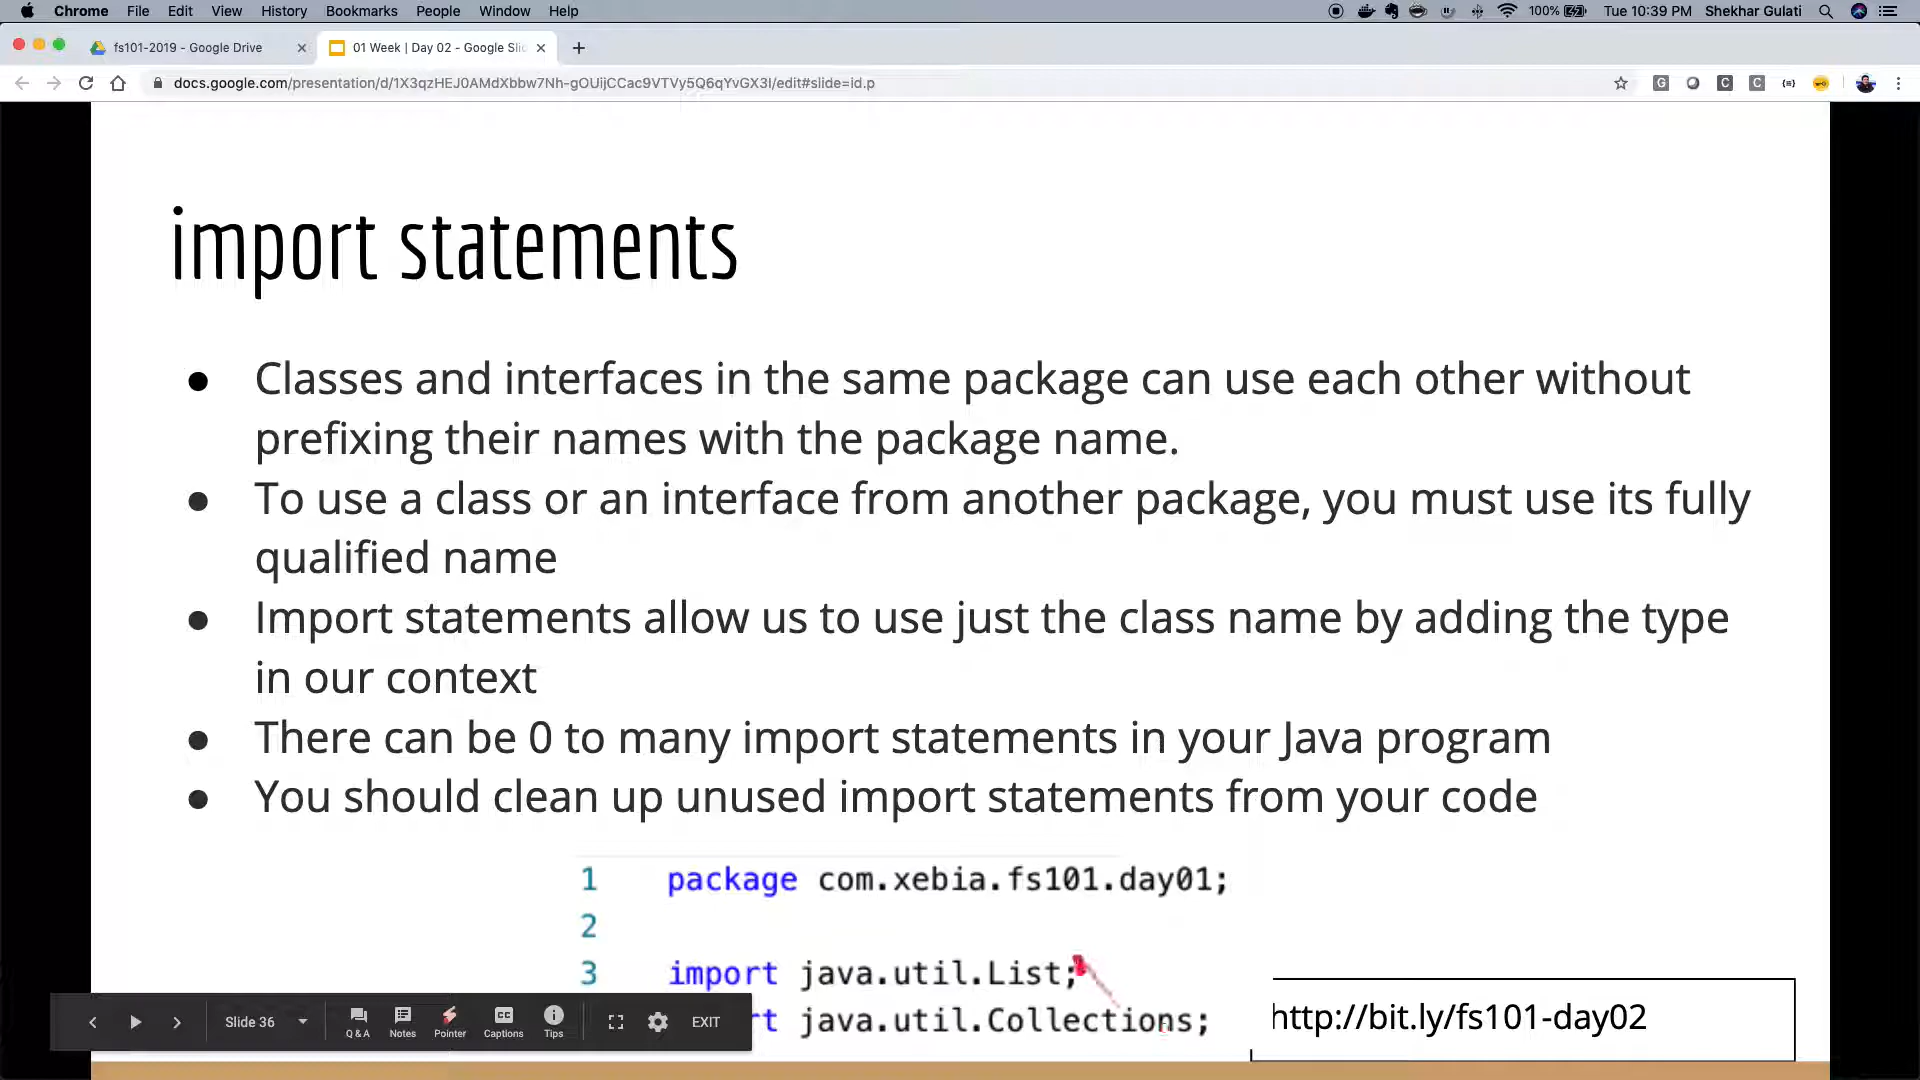 Chrome File Edit View History Bookmarks People Window Help 100% Tue 10:39 PM Shekhar Gulati
fs101-2019 - Google Drive 01 Week | Day 02 - Google Slid
docs.google.com/presentation/d/1X3qzHEJ0AMdXbbw7Nh-gOUijCCac9VTVy5Q6qYvGX3I/edit#slide=id.p
import statements
● Classes and interfaces in the same package can use each other without
prefixing their names with the package name.
● To use a class or an interface from another package, you must use its fully
qualified name
● Import statements allow us to use just the class name by adding the type
in our context
● There can be 0 to many import statements in your Java program
● You should clean up unused import statements from your code
1 package com.xebia.fs101.day01;
2
3 import java.util.List;
rt java.util.Collections;
http://bit.ly/fs101-day02
Slide 36 Q & A Notes Pointer Captions Tips EXIT